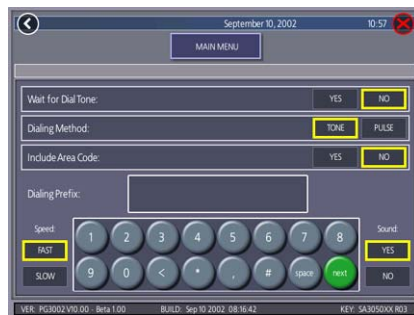 September 10, 2002 10:57
MAIN MENU
Wait for Dial Tone: YES NO
Dialing Method: TONE PULSE
Include Area Code: YES NO
Dialing Prefix:
Speed: Sound:
1 2 3 4 5 6 7 8
FAST YES
9 0 < * . # space next
SLOW NO
VER: PG3002 V10.00 - Beta 1.00 BUILD: Sep 10 2002 08:16:42 KEY: SA3050XX R03